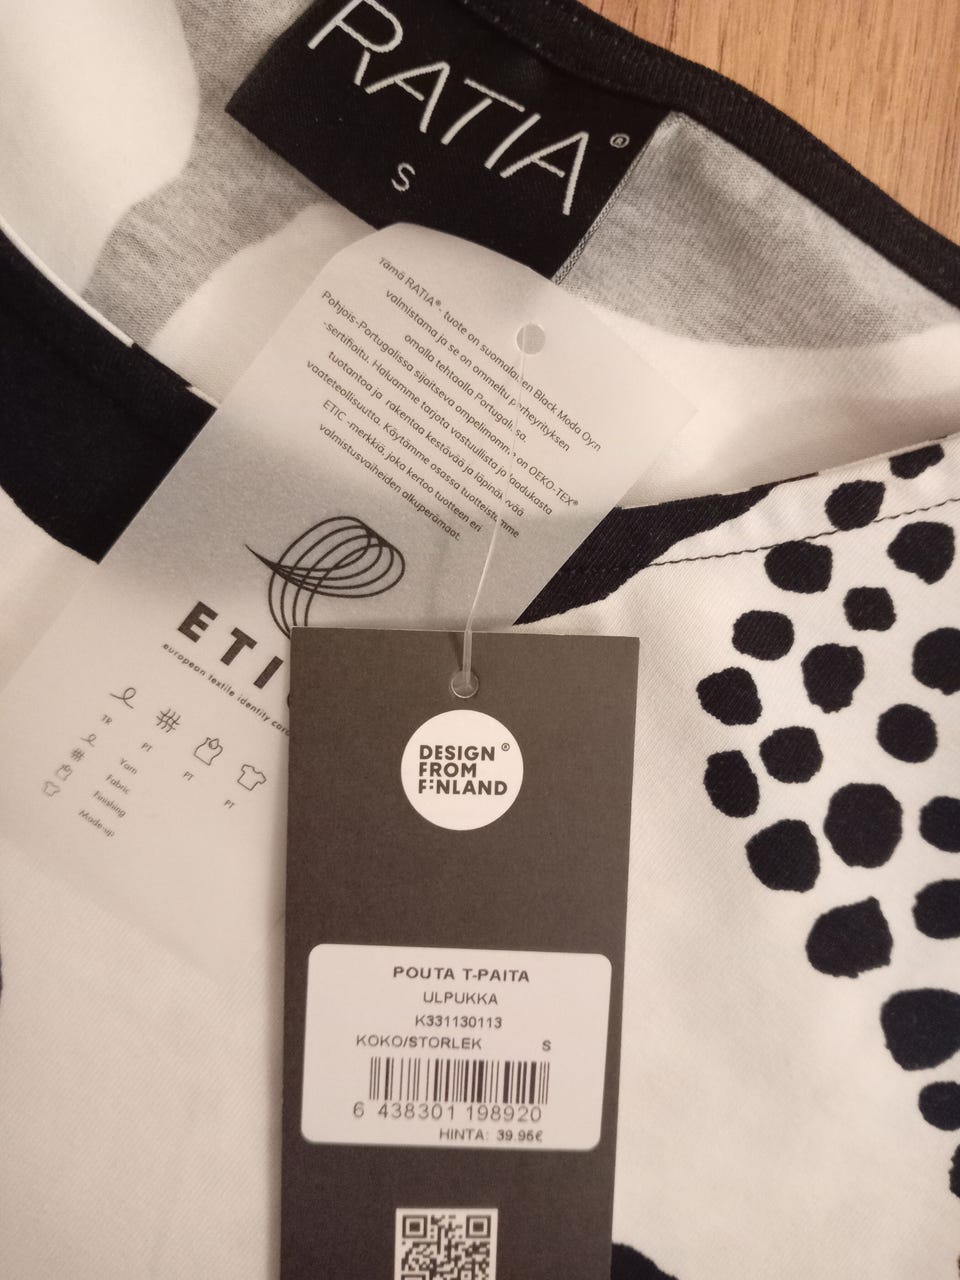 RATIA®
S
Tämä RATIA®- tuote on suomalaisen Black Moda Oy:n
valmistama ja se on ommeltu perheyrityksen
omalla tehtaalla Portugalissa.
Pohjois-Portugalissa sijaitseva ompelimomme on OEKO-TEX®
-sertifioitu. Haluamme tarjota vastuullista ja laadukasta
tuotantoa ja rakentaa kestävää ja läpinäkyvää
vaateteollisuutta. Käytämme osassa tuotteistamme
ETIC -merkkiä, joka kertoo tuotteen eri
valmistusvaiheiden alkuperämaat.
ETI
european textile identity card
TR
PT
PT
PT
Yarn
Fabric
Finishing
Made-up
DESIGN®
FROM
FINLAND
POUTA T-PAITA
ULPUKKA
K331130113
KOKO/STORLEK S
6 438301 198920
HINTA: 39.95€